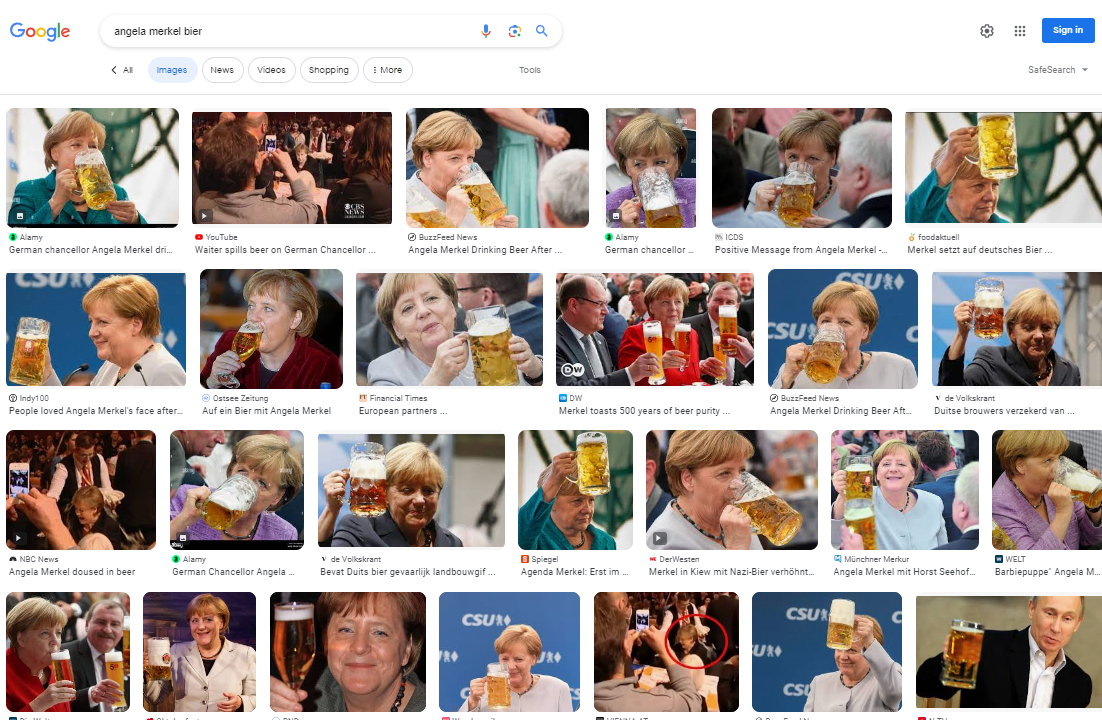 Google
angela merkel bier
Sign in
All
Images
News
Videos
Shopping
More
Tools
SafeSearch
CBS NEWS
Alamy
YouTube
BuzzFeed News
Alamy
ICDS
foodaktuell
German chancellor Angela Merkel dri...
Waiter spills beer on German Chancellor ...
Angela Merkel Drinking Beer After ...
German chancellor ...
Positive Message from Angela Merkel -...
Merkel setzt auf deutsches Bier ...
CSU
CSU
DW
Indy100
Ostsee Zeitung
Financial Times
DW
BuzzFeed News
de Volkskrant
People loved Angela Merkel's face after...
Auf ein Bier mit Angela Merkel
European partners ...
Merkel toasts 500 years of beer purity ...
Angela Merkel Drinking Beer Aft...
Duitse brouwers verzekerd van ...
NBC News
Alamy
de Volkskrant
Spiegel
DerWesten
Münchner Merkur
WELT
Angela Merkel doused in beer
German Chancellor Angela ...
Bevat Duits bier gevaarlijk landbouwgif ...
Agenda Merkel: Erst im ...
Merkel in Kiew mit Nazi-Bier verhöhnt...
Angela Merkel mit Horst Seehof...
Barbiepuppe" Angela M...
CSU
CSU
CSU